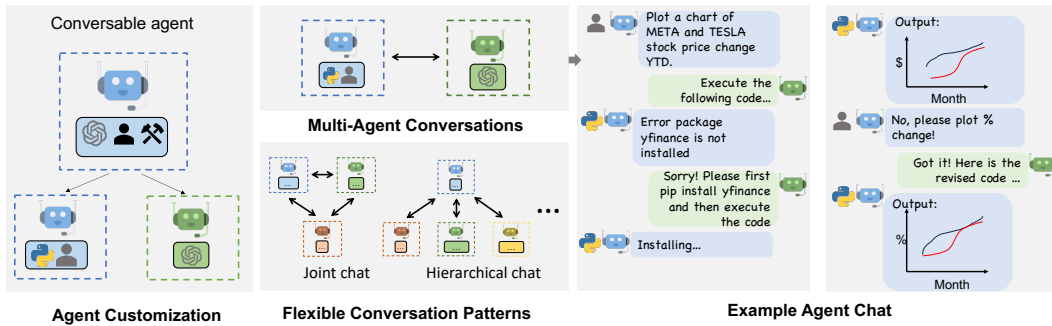 Conversable agent
Agent Customization
Multi-Agent Conversations
...
...
...
...
...
...
...
...
Joint chat
Hierarchical chat
Flexible Conversation Patterns
Plot a chart of
META and TESLA
stock price change
YTD.
Execute the
following code...
Error package
yfinance is not
installed
Sorry! Please first
pip install yfinance
and then execute
the code
Installing...
Output:
$
Month
No, please plot %
change!
Got it! Here is the
revised code ...
Output:
%
Month
Example Agent Chat